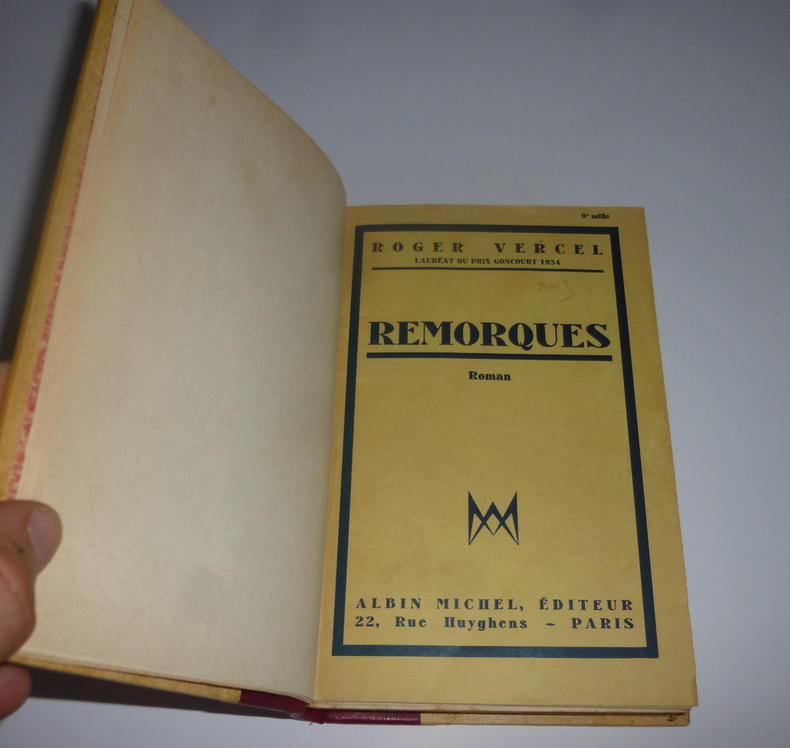 9ᵉ mille
ROGER VERCEL
LAURÉAT DU PRIX GONCOURT 1934
REMORQUES
Roman
ALBIN MICHEL, ÉDITEUR
22, Rue Huyghens – PARIS